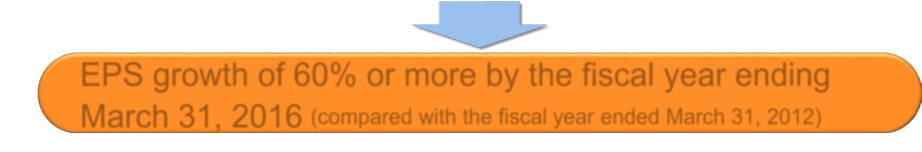 EPS growth of 60% or more by the fiscal year ending
March 31, 2016 (compared with the fiscal year ended March 31, 2012)